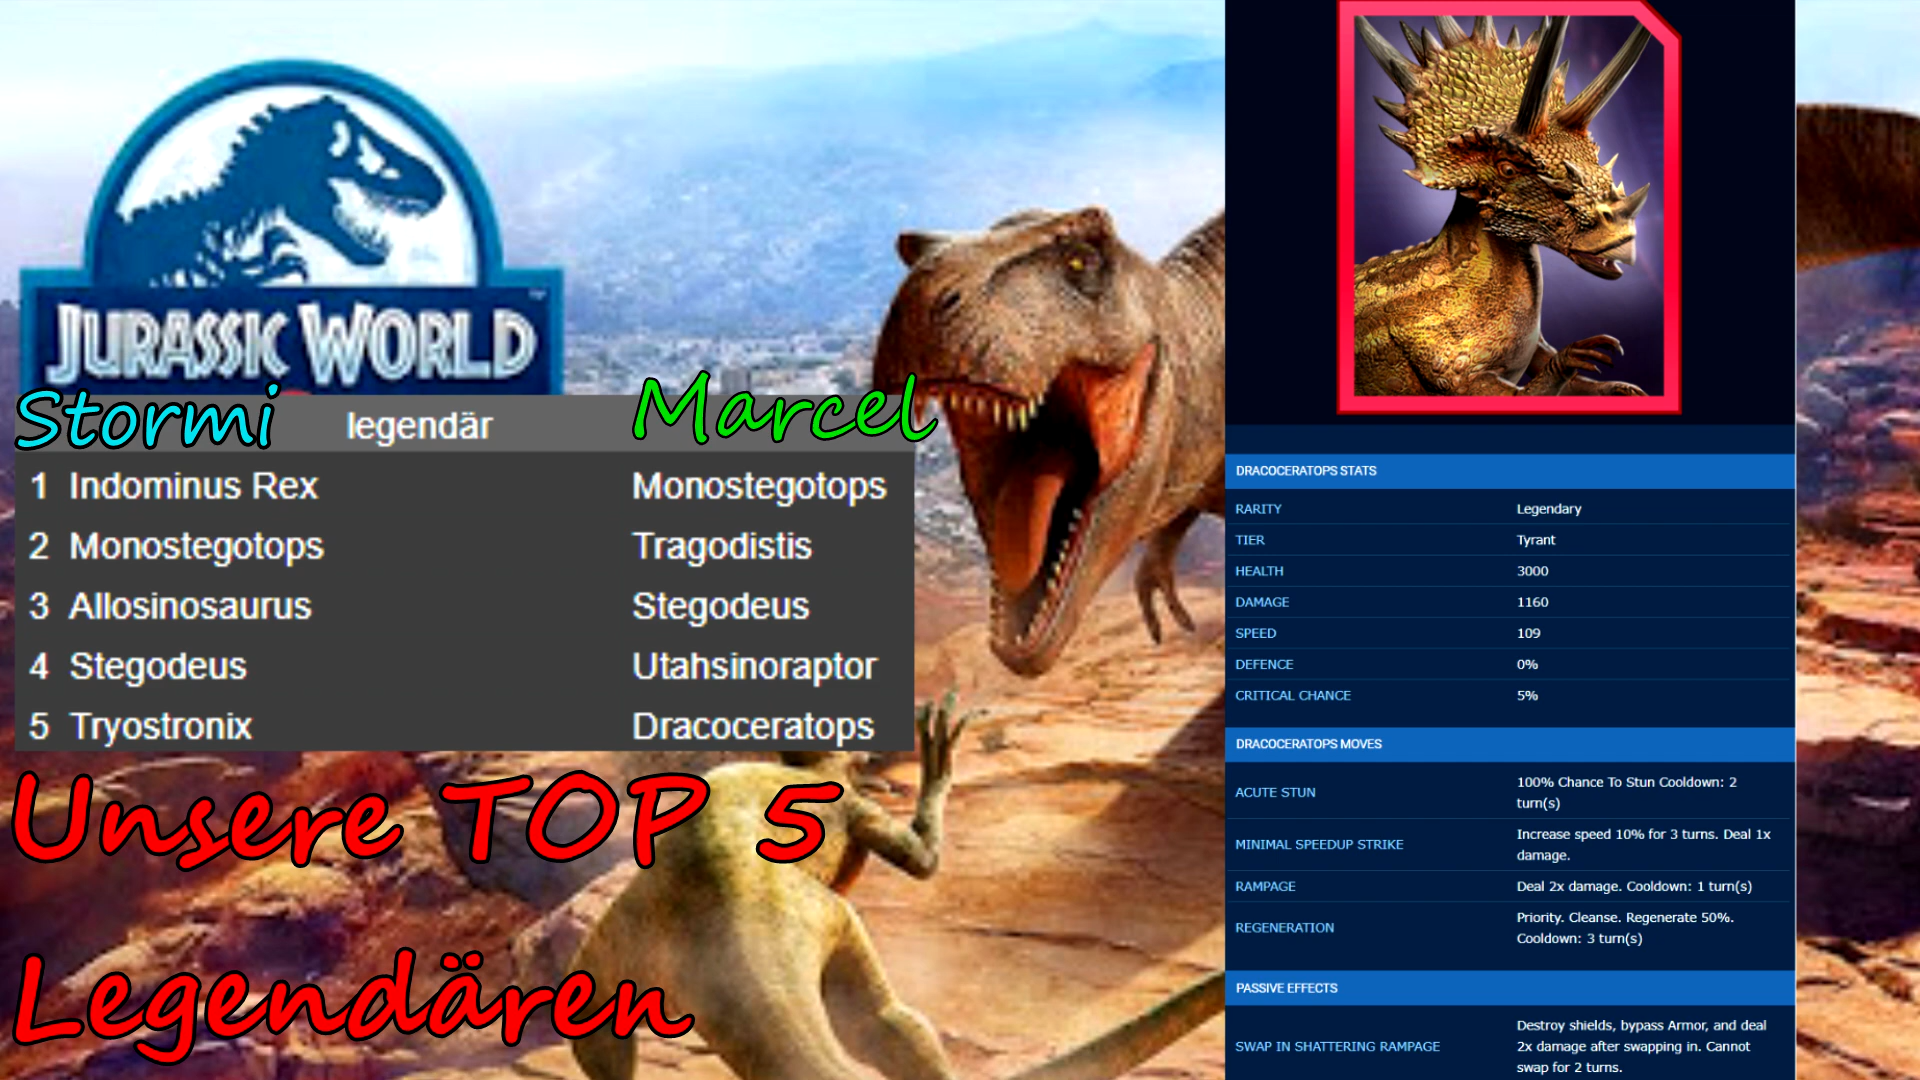 JURASSIC WORLD™
Stormi legendär Marcel
1 Indominus Rex Monostegotops
2 Monostegotops Tragodistis
3 Allosinosaurus Stegodeus
4 Stegodeus Utahsinoraptor
5 Tryostronix Dracoceratops
Unsere TOP 5
Legendären
DRACOCERATOPS STATS
RARITY Legendary
TIER Tyrant
HEALTH 3000
DAMAGE 1160
SPEED 109
DEFENCE 0%
CRITICAL CHANCE 5%
DRACOCERATOPS MOVES
ACUTE STUN 100% Chance To Stun Cooldown: 2
turn(s)
MINIMAL SPEEDUP STRIKE Increase speed 10% for 3 turns. Deal 1x
damage.
RAMPAGE Deal 2x damage. Cooldown: 1 turn(s)
REGENERATION Priority. Cleanse. Regenerate 50%.
Cooldown: 3 turn(s)
PASSIVE EFFECTS
SWAP IN SHATTERING RAMPAGE Destroy shields, bypass Armor, and deal
2x damage after swapping in. Cannot
swap for 2 turns.